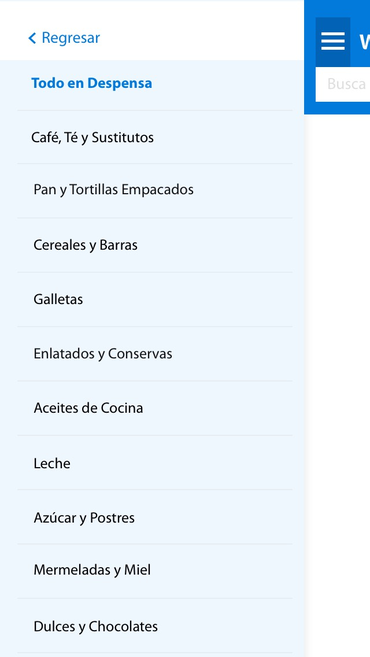 Regresar
W
Busca
Todo en Despensa
Café, Té y Sustitutos
Pan y Tortillas Empacados
Cereales y Barras
Galletas
Enlatados y Conservas
Aceites de Cocina
Leche
Azúcar y Postres
Mermeladas y Miel
Dulces y Chocolates